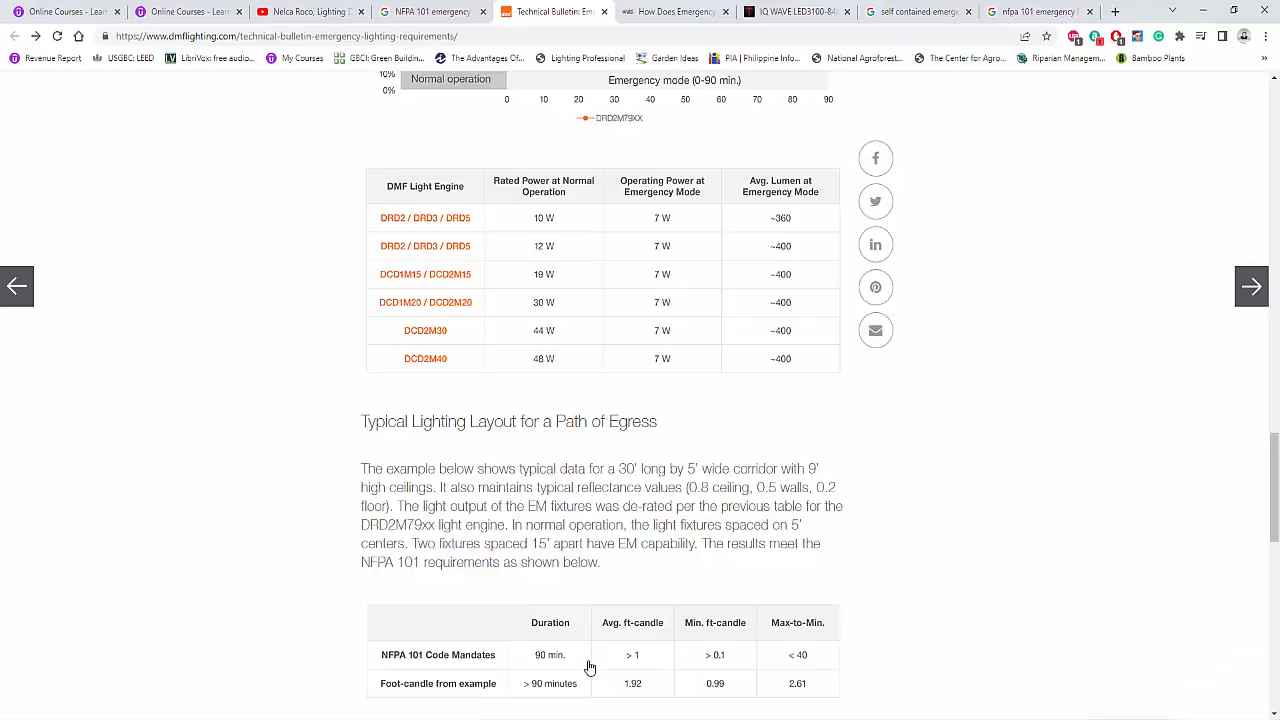 Online Courses - Lear
Online Courses - Learn
Nelca Roco, Lighting D
NFPA 101 emergency
Technical Bulletin: Em
How Does Emergency
IQ WAVE LED3100-84
self contained emerge
nfpa 101 emergency l
https://www.dmflighting.com/technical-bulletin-emergency-lighting-requirements/
Revenue Report
USGBC: LEED
LibriVox: free audio...
My Courses
GBCI: Green Building...
The Advantages Of...
Lighting Professional
Garden Ideas
PIA | Philippine Info...
National Agroforest...
The Center for Agro...
Riparian Managem...
Bamboo Plants
10%
Normal operation
Emergency mode (0-90 min.)
0%
0 10 20 30 40 50 60 70 80 90
DRD2M79XX
DMF Light Engine
Rated Power at Normal Operation
Operating Power at Emergency Mode
Avg. Lumen at Emergency Mode
DRD2 / DRD3 / DRD5 10 W 7 W ~360
DRD2 / DRD3 / DRD5 12 W 7 W ~400
DCD1M15 / DCD2M15 19 W 7 W ~400
DCD1M20 / DCD2M20 30 W 7 W ~400
DCD2M30 44 W 7 W ~400
DCD2M40 48 W 7 W ~400
Typical Lighting Layout for a Path of Egress
The example below shows typical data for a 30' long by 5' wide corridor with 9'
high ceilings. It also maintains typical reflectance values (0.8 ceiling, 0.5 walls, 0.2
floor). The light output of the EM fixtures was de-rated per the previous table for the
DRD2M79xx light engine. In normal operation, the light fixtures spaced on 5'
centers. Two fixtures spaced 15' apart have EM capability. The results meet the
NFPA 101 requirements as shown below.
Duration Avg. ft-candle Min. ft-candle Max-to-Min.
NFPA 101 Code Mandates 90 min. > 1 > 0.1 < 40
Foot-candle from example > 90 minutes 1.92 0.99 2.61